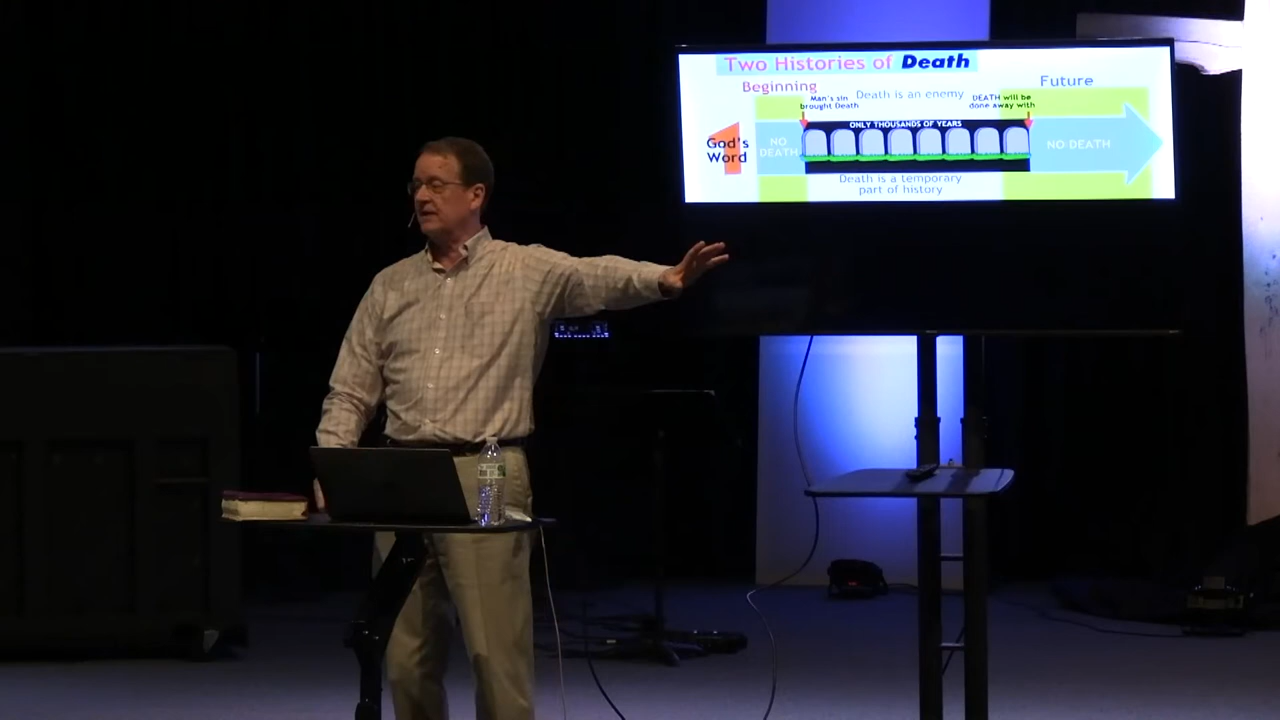 Two Histories of Death
Beginning
Future
Man's sin
brought Death
Death is an enemy
DEATH will be
done away with
ONLY THOUSANDS OF YEARS
1
God's
Word
NO
DEATH
NO DEATH
Death is a temporary
part of history